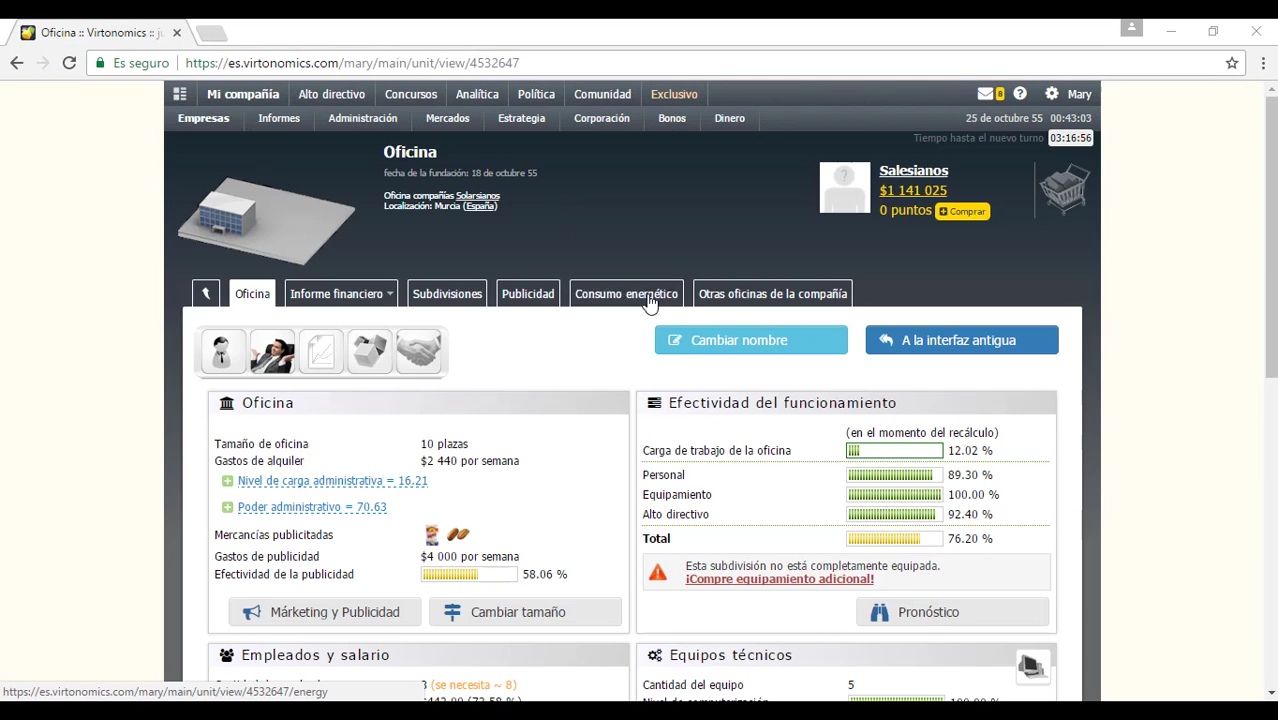 Oficina :: Virtonomics :: ju
Es seguro https://es.virtonomics.com/mary/main/unit/view/4532647
Mi compañía Alto directivo Concursos Analítica Política Comunidad Exclusivo 8 Mary
Empresas Informes Administración Mercados Estrategia Corporación Bonos Dinero 25 de octubre 55 00:43:03
Tiempo hasta el nuevo turno 03:16:56
Oficina
fecha de la fundación: 18 de octubre 55
Oficina compañías Solarsianos
Localización: Murcia (España)
Salesianos
$1 141 025
0 puntos Comprar
Oficina Informe financiero Subdivisiones Publicidad Consumo energético Otras oficinas de la compañía
Cambiar nombre A la interfaz antigua
Oficina
Tamaño de oficina 10 plazas
Gastos de alquiler $2 440 por semana
Nivel de carga administrativa = 16.21
Poder administrativo = 70.63
Mercancías publicitadas
Gastos de publicidad $4 000 por semana
Efectividad de la publicidad 58.06 %
Márketing y Publicidad Cambiar tamaño
Efectividad del funcionamiento
(en el momento del recálculo)
Carga de trabajo de la oficina 12.02 %
Personal 89.30 %
Equipamiento 100.00 %
Alto directivo 92.40 %
Total 76.20 %
Esta subdivisión no está completamente equipada.
¡Compre equipamiento adicional!
Pronóstico
Empleados y salario
(se necesita ~ 8)
Equipos técnicos
Cantidad del equipo 5
https://es.virtonomics.com/mary/main/unit/view/4532647/energy